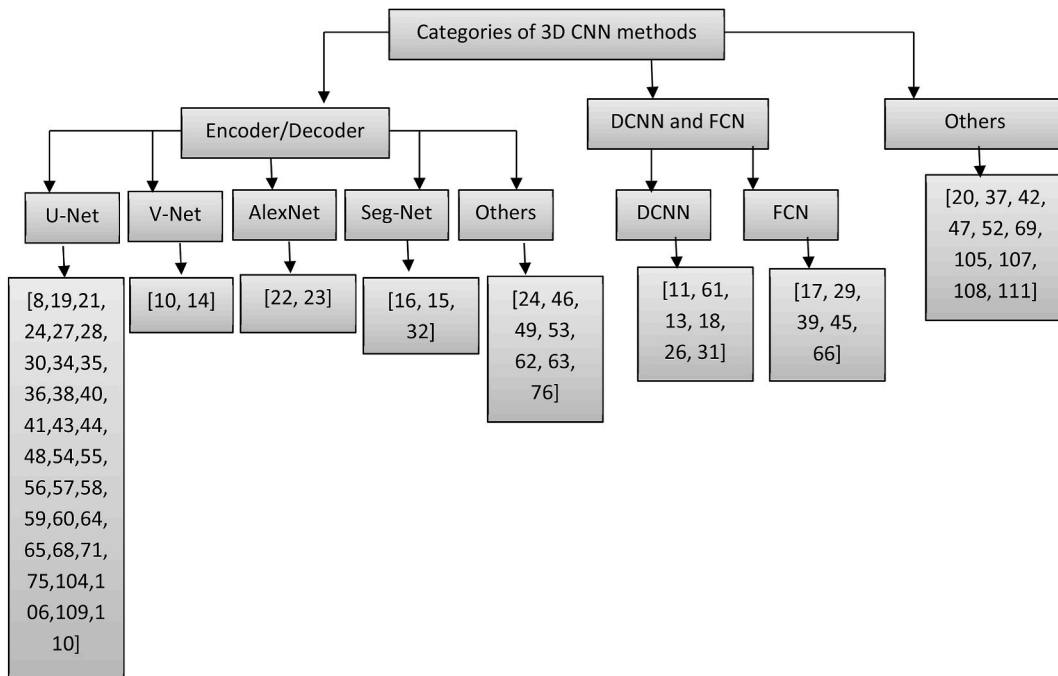 Categories of 3D CNN methods
Encoder/Decoder
DCNN and FCN
Others
U-Net
V-Net
AlexNet
Seg-Net
Others
DCNN
FCN
[8,19,21,
24,27,28,
30,34,35,
36,38,40,
41,43,44,
48,54,55,
56,57,58,
59,60,64,
65,68,71,
75,104,1
06,109,1
10]
[10, 14]
[22, 23]
[16, 15,
32]
[24, 46,
49, 53,
62, 63,
76]
[11, 61,
13, 18,
26, 31]
[17, 29,
39, 45,
66]
[20, 37, 42,
47, 52, 69,
105, 107,
108, 111]